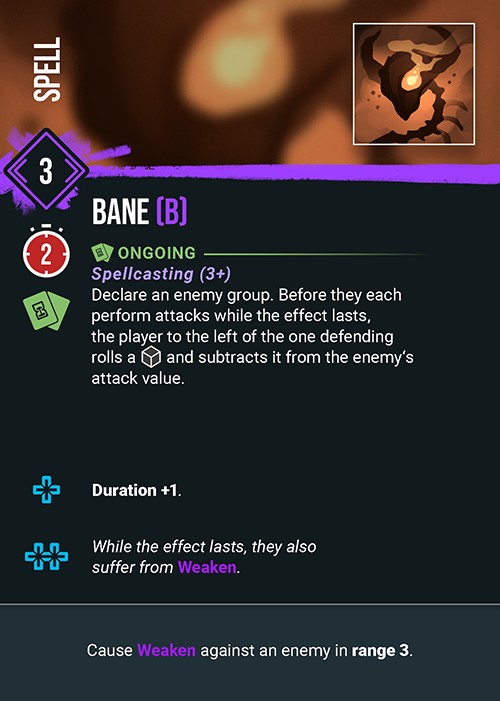 SPELL
3
BANE (B)
2
ONGOING
Spellcasting (3+)
Declare an enemy group. Before they each
perform attacks while the effect lasts,
the player to the left of the one defending
rolls a and subtracts it from the enemy‘s
attack value.
Duration +1.
While the effect lasts, they also
suffer from Weaken.
Cause Weaken against an enemy in range 3.